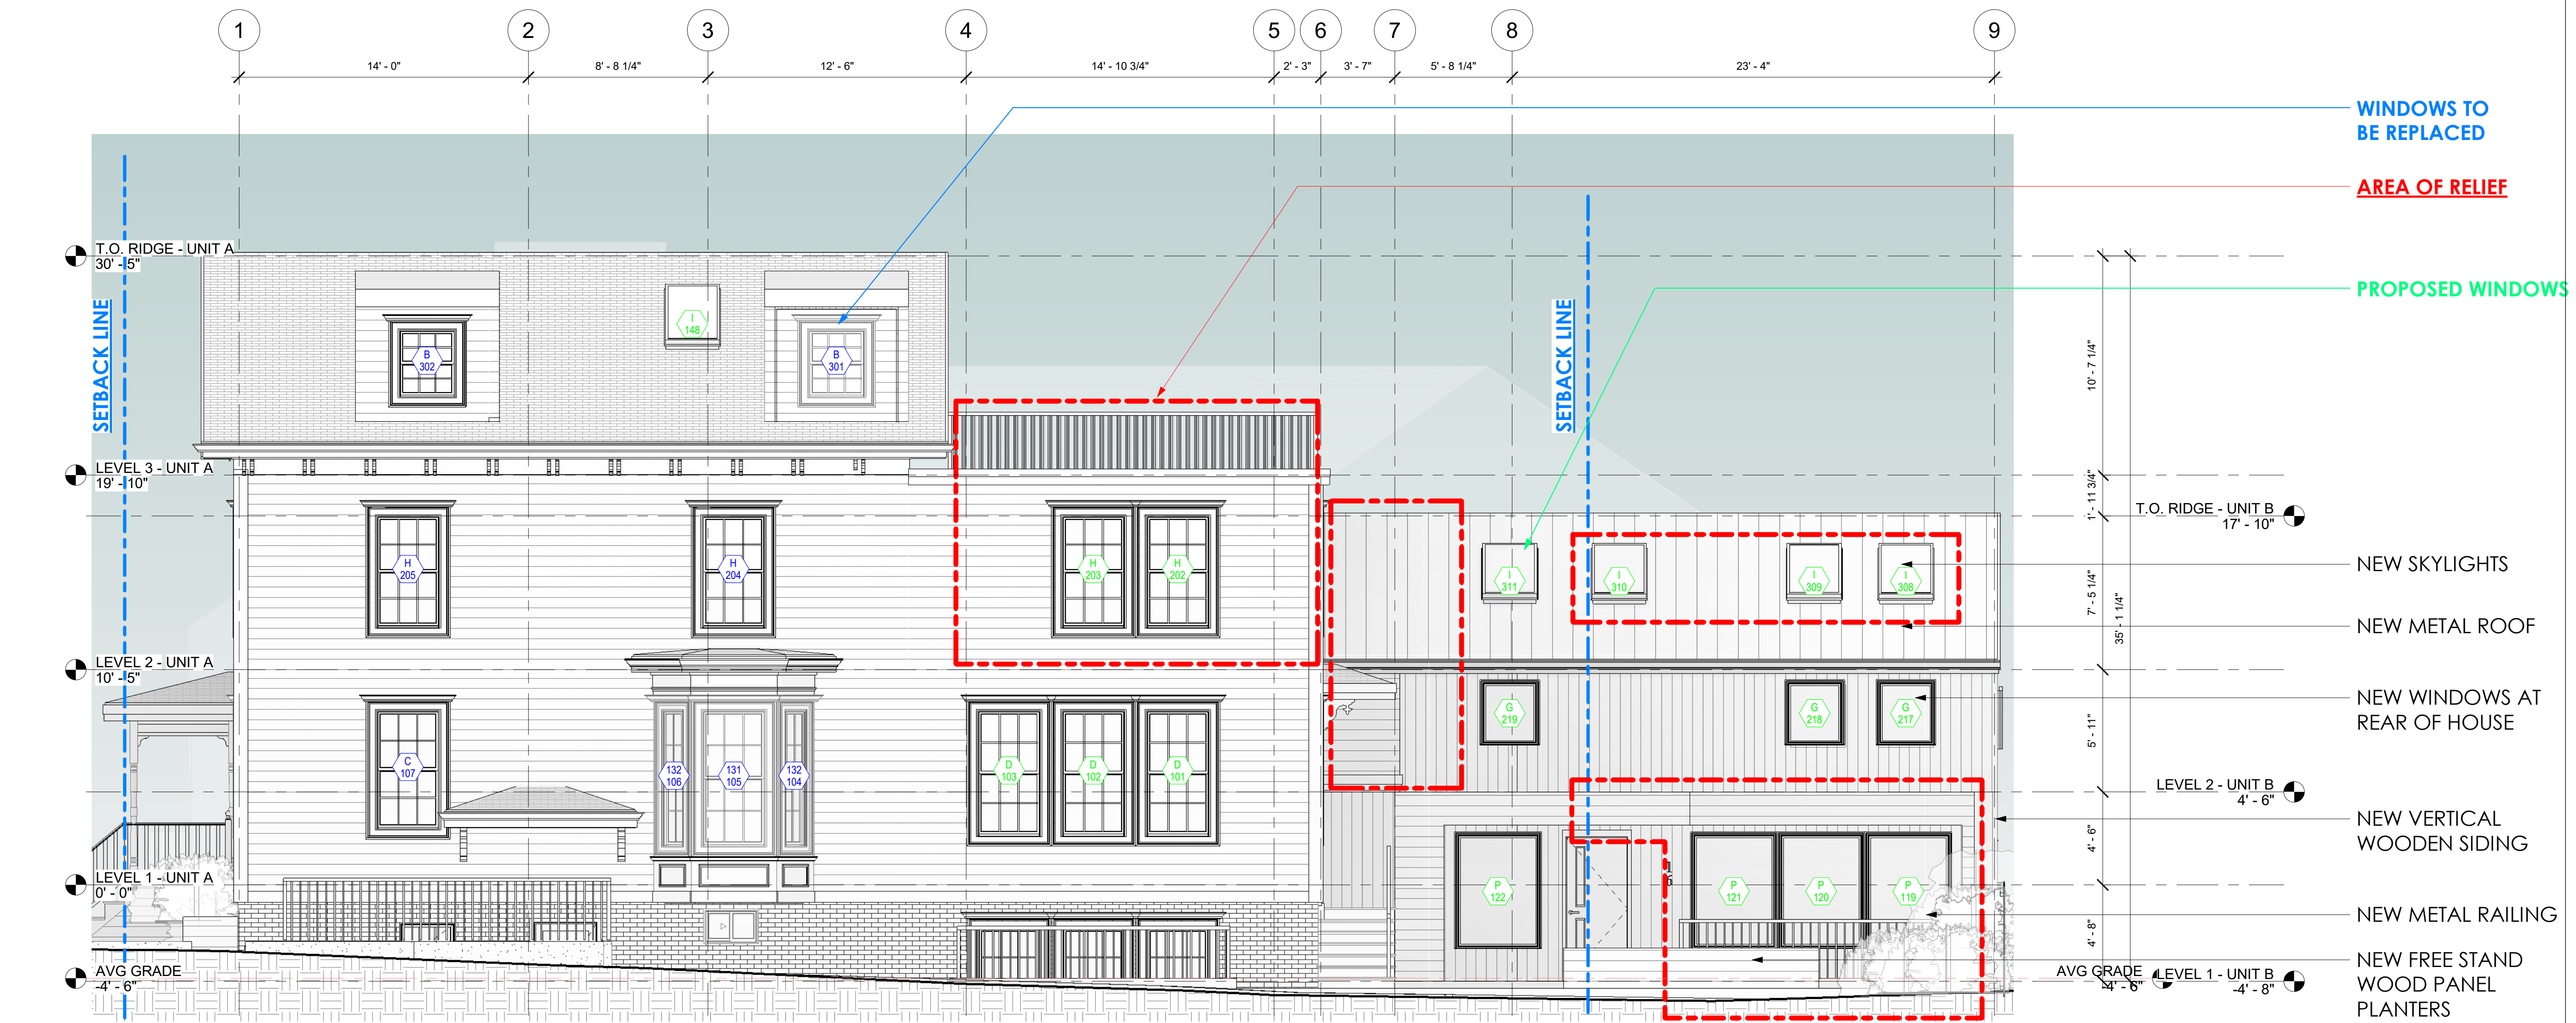 1 2 3 4 5 6 7 8 9
14' - 0" 8' - 8 1/4" 12' - 6" 14' - 10 3/4" 2' - 3" 3' - 7" 5' - 8 1/4" 23' - 4"
WINDOWS TO
BE REPLACED
AREA OF RELIEF
PROPOSED WINDOWS
T.O. RIDGE - UNIT A
30' - 5"
SETBACK LINE
SETBACK LINE
I
148
B
302
B
301
10' - 7 1/4"
LEVEL 3 - UNIT A
19' - 10"
1' - 11 3/4"
T.O. RIDGE - UNIT B
17' - 10"
H
205
H
204
H
203
H
202
I
311
I
310
I
309
I
308
NEW SKYLIGHTS
7' - 5 1/4"
35' - 1 1/4"
NEW METAL ROOF
LEVEL 2 - UNIT A
10' - 5"
G
219
G
218
G
217
NEW WINDOWS AT
REAR OF HOUSE
5' - 11"
C
107
132
106
131
105
132
104
D
103
D
102
D
101
LEVEL 2 - UNIT B
4' - 6"
NEW VERTICAL
WOODEN SIDING
4' - 6"
LEVEL 1 - UNIT A
0' - 0"
1
6
P
122
P
121
P
120
P
119
NEW METAL RAILING
4' - 8"
NEW FREE STAND
WOOD PANEL
PLANTERS
AVG GRADE
-4' - 6"
AVG GRADE
-4' - 6"
LEVEL 1 - UNIT B
-4' - 8"